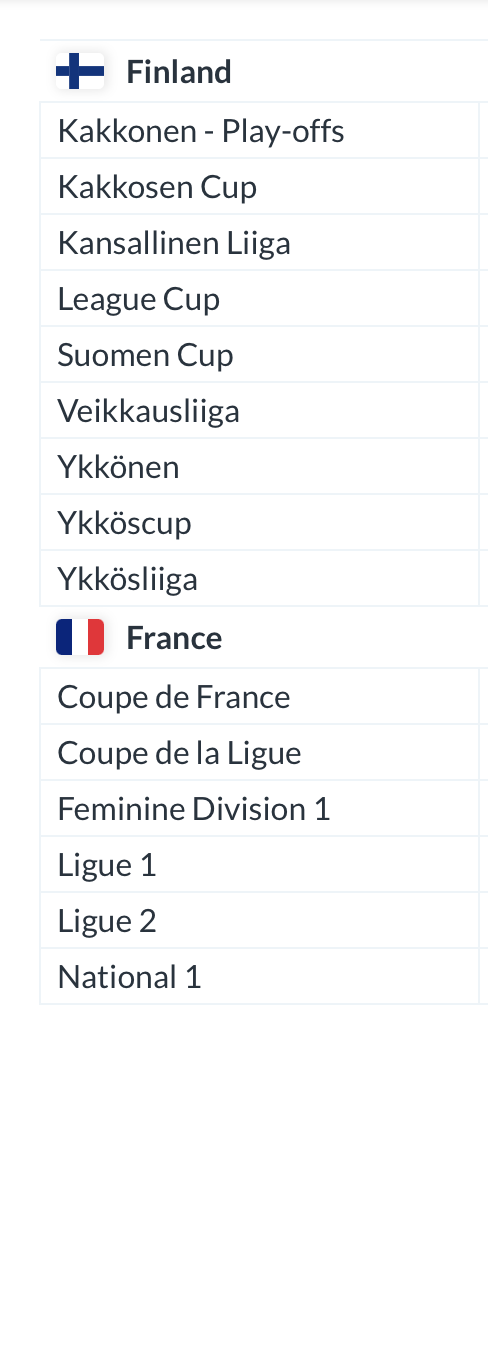 Finland
Kakkonen - Play-offs
Kakkosen Cup
Kansallinen Liiga
League Cup
Suomen Cup
Veikkausliiga
Ykkönen
Ykköscup
Ykkösliiga
France
Coupe de France
Coupe de la Ligue
Feminine Division 1
Ligue 1
Ligue 2
National 1